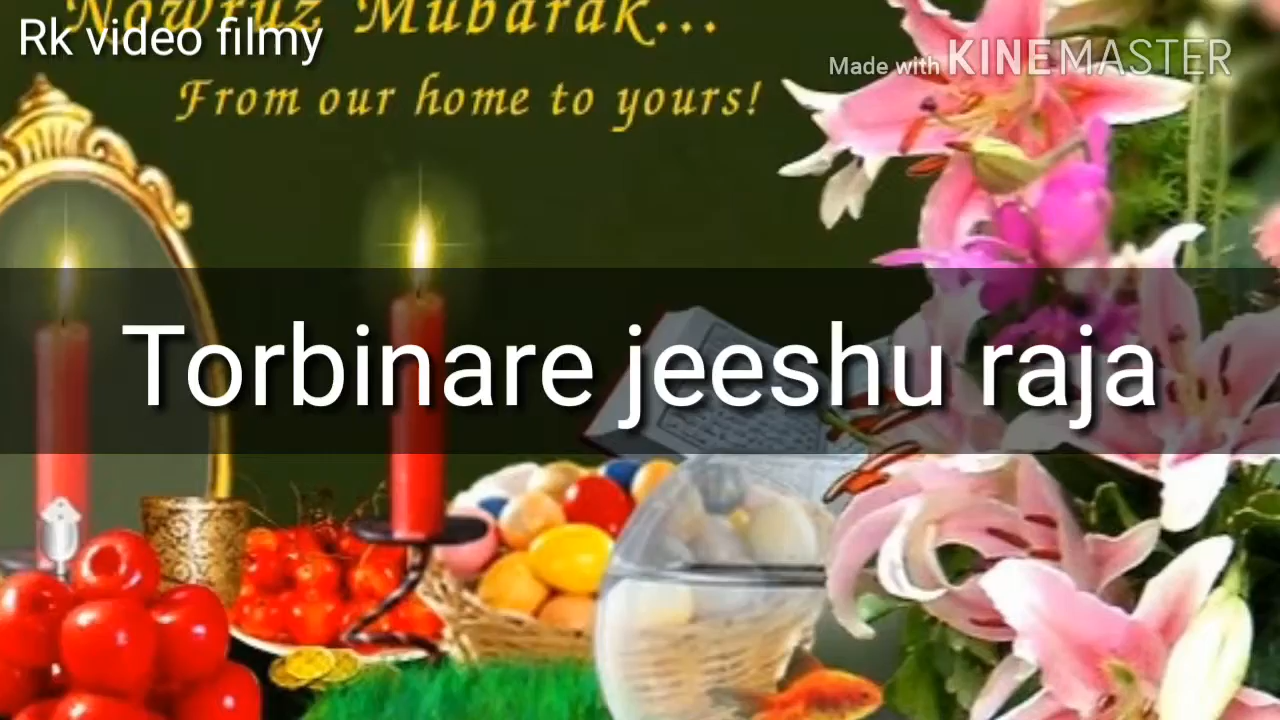 Nowruz Mubarak...
Rk video filmy
Made with KINEMASTER
From our home to yours!
Torbinare jeeshu raja